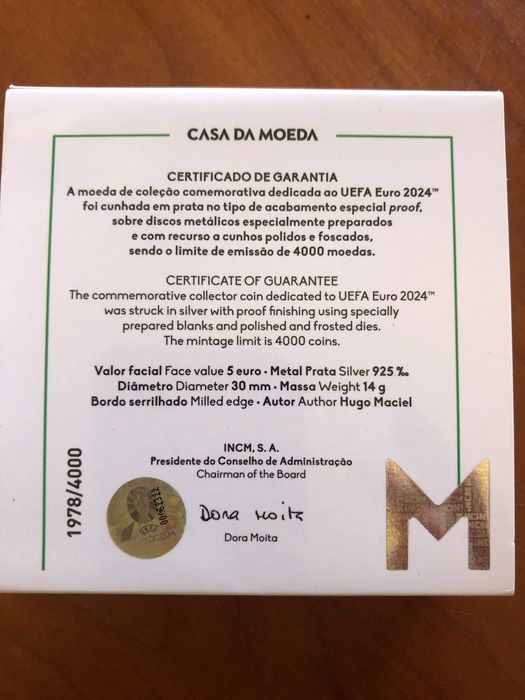 CASA DA MOEDA
CERTIFICADO DE GARANTIA
A moeda de coleção comemorativa dedicada ao UEFA Euro 2024™
foi cunhada em prata no tipo de acabamento especial proof,
sobre discos metálicos especialmente preparados
e com recurso a cunhos polidos e foscados,
sendo o limite de emissão de 4000 moedas.
CERTIFICATE OF GUARANTEE
The commemorative collector coin dedicated to UEFA Euro 2024™
was struck in silver with proof finishing using specially
prepared blanks and polished and frosted dies.
The mintage limit is 4000 coins.
Valor facial Face value 5 euro • Metal Prata Silver 925 ‰
Diâmetro Diameter 30 mm • Massa Weight 14 g
Bordo serrilhado Milled edge • Autor Author Hugo Maciel
INCM, S. A.
Presidente do Conselho de Administração
Chairman of the Board
Dora Moita
Dora Moita
1978/4000
UEFA
M
INCM